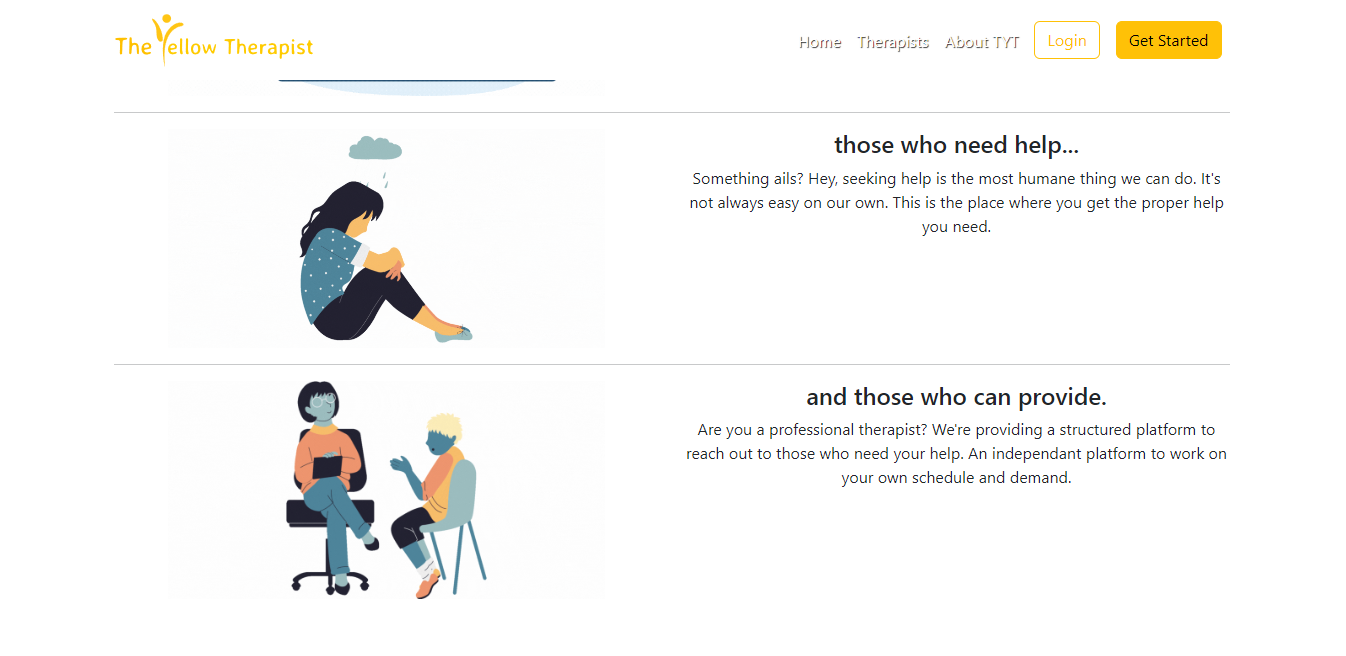 The Yellow Therapist
Home Therapists About TYT Login Get Started
those who need help...
Something ails? Hey, seeking help is the most humane thing we can do. It's
not always easy on our own. This is the place where you get the proper help
you need.
and those who can provide.
Are you a professional therapist? We're providing a structured platform to
reach out to those who need your help. An independant platform to work on
your own schedule and demand.